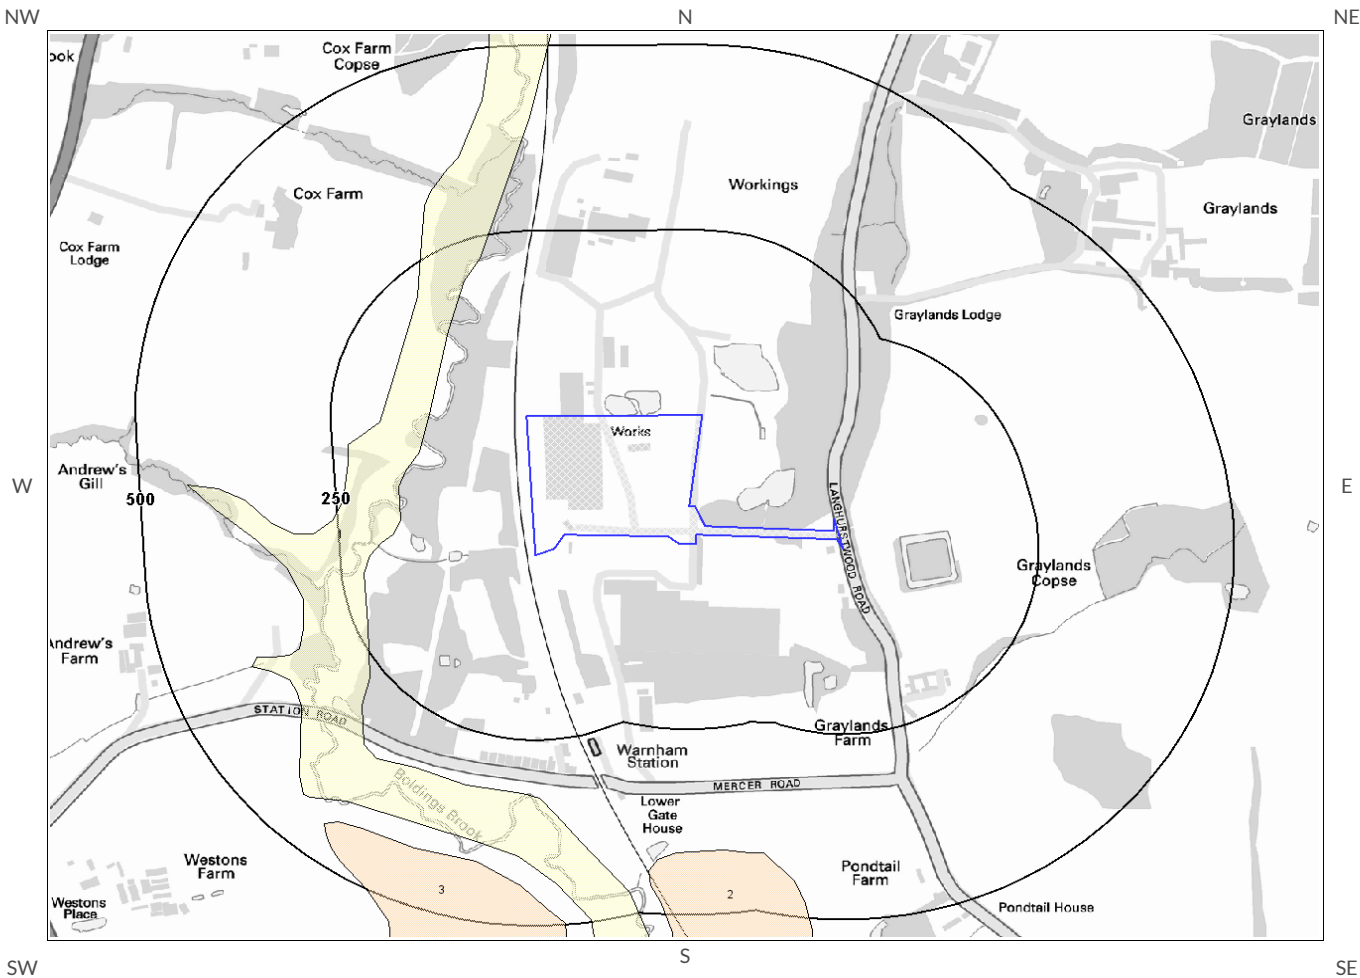 NW
N
NE
ook
Cox Farm
Copse
Graylands
Workings
Cox Farm
Graylands
Cox Farm
Lodge
Graylands Lodge
Works
Andrew's
Gill
500
250
W
E
LANGHURSTWOOD ROAD
Graylands
Copse
Andrew's
Farm
STATION ROAD
Graylands
Farm
Warnham
Station
MERCER ROAD
Boldings Brook
Lower
Gate
House
Westons
Farm
Pondtail
Farm
3
2
Westons
Place
Pondtail House
SW
S
SE